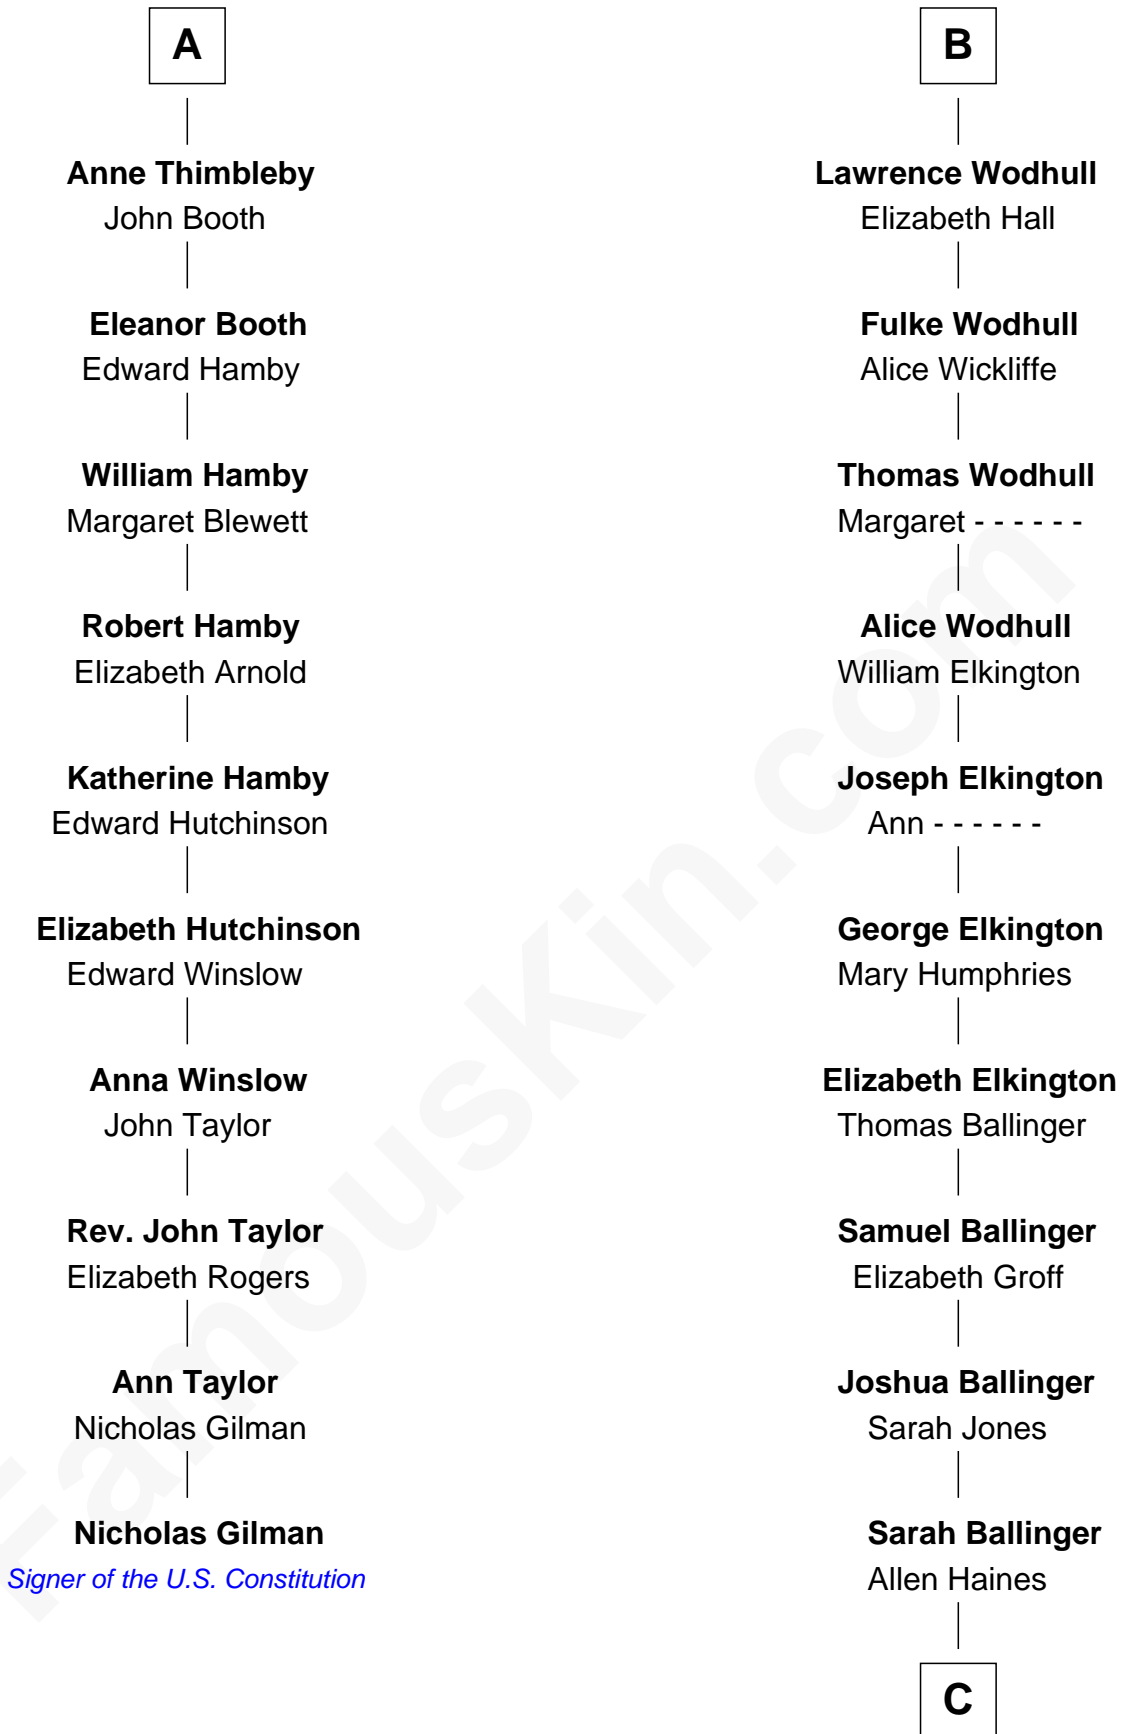 A
Anne Thimbleby
John Booth
Eleanor Booth
Edward Hamby
William Hamby
Margaret Blewett
Robert Hamby
Elizabeth Arnold
Katherine Hamby
Edward Hutchinson
Elizabeth Hutchinson
Edward Winslow
Anna Winslow
John Taylor
Rev. John Taylor
Elizabeth Rogers
Ann Taylor
Nicholas Gilman
Nicholas Gilman
Signer of the U.S. Constitution
B
Lawrence Wodhull
Elizabeth Hall
Fulke Wodhull
Alice Wickliffe
Thomas Wodhull
Margaret - - - - - -
Alice Wodhull
William Elkington
Joseph Elkington
Ann - - - - - -
George Elkington
Mary Humphries
Elizabeth Elkington
Thomas Ballinger
Samuel Ballinger
Elizabeth Groff
Joshua Ballinger
Sarah Jones
Sarah Ballinger
Allen Haines
C
FamousKin.com